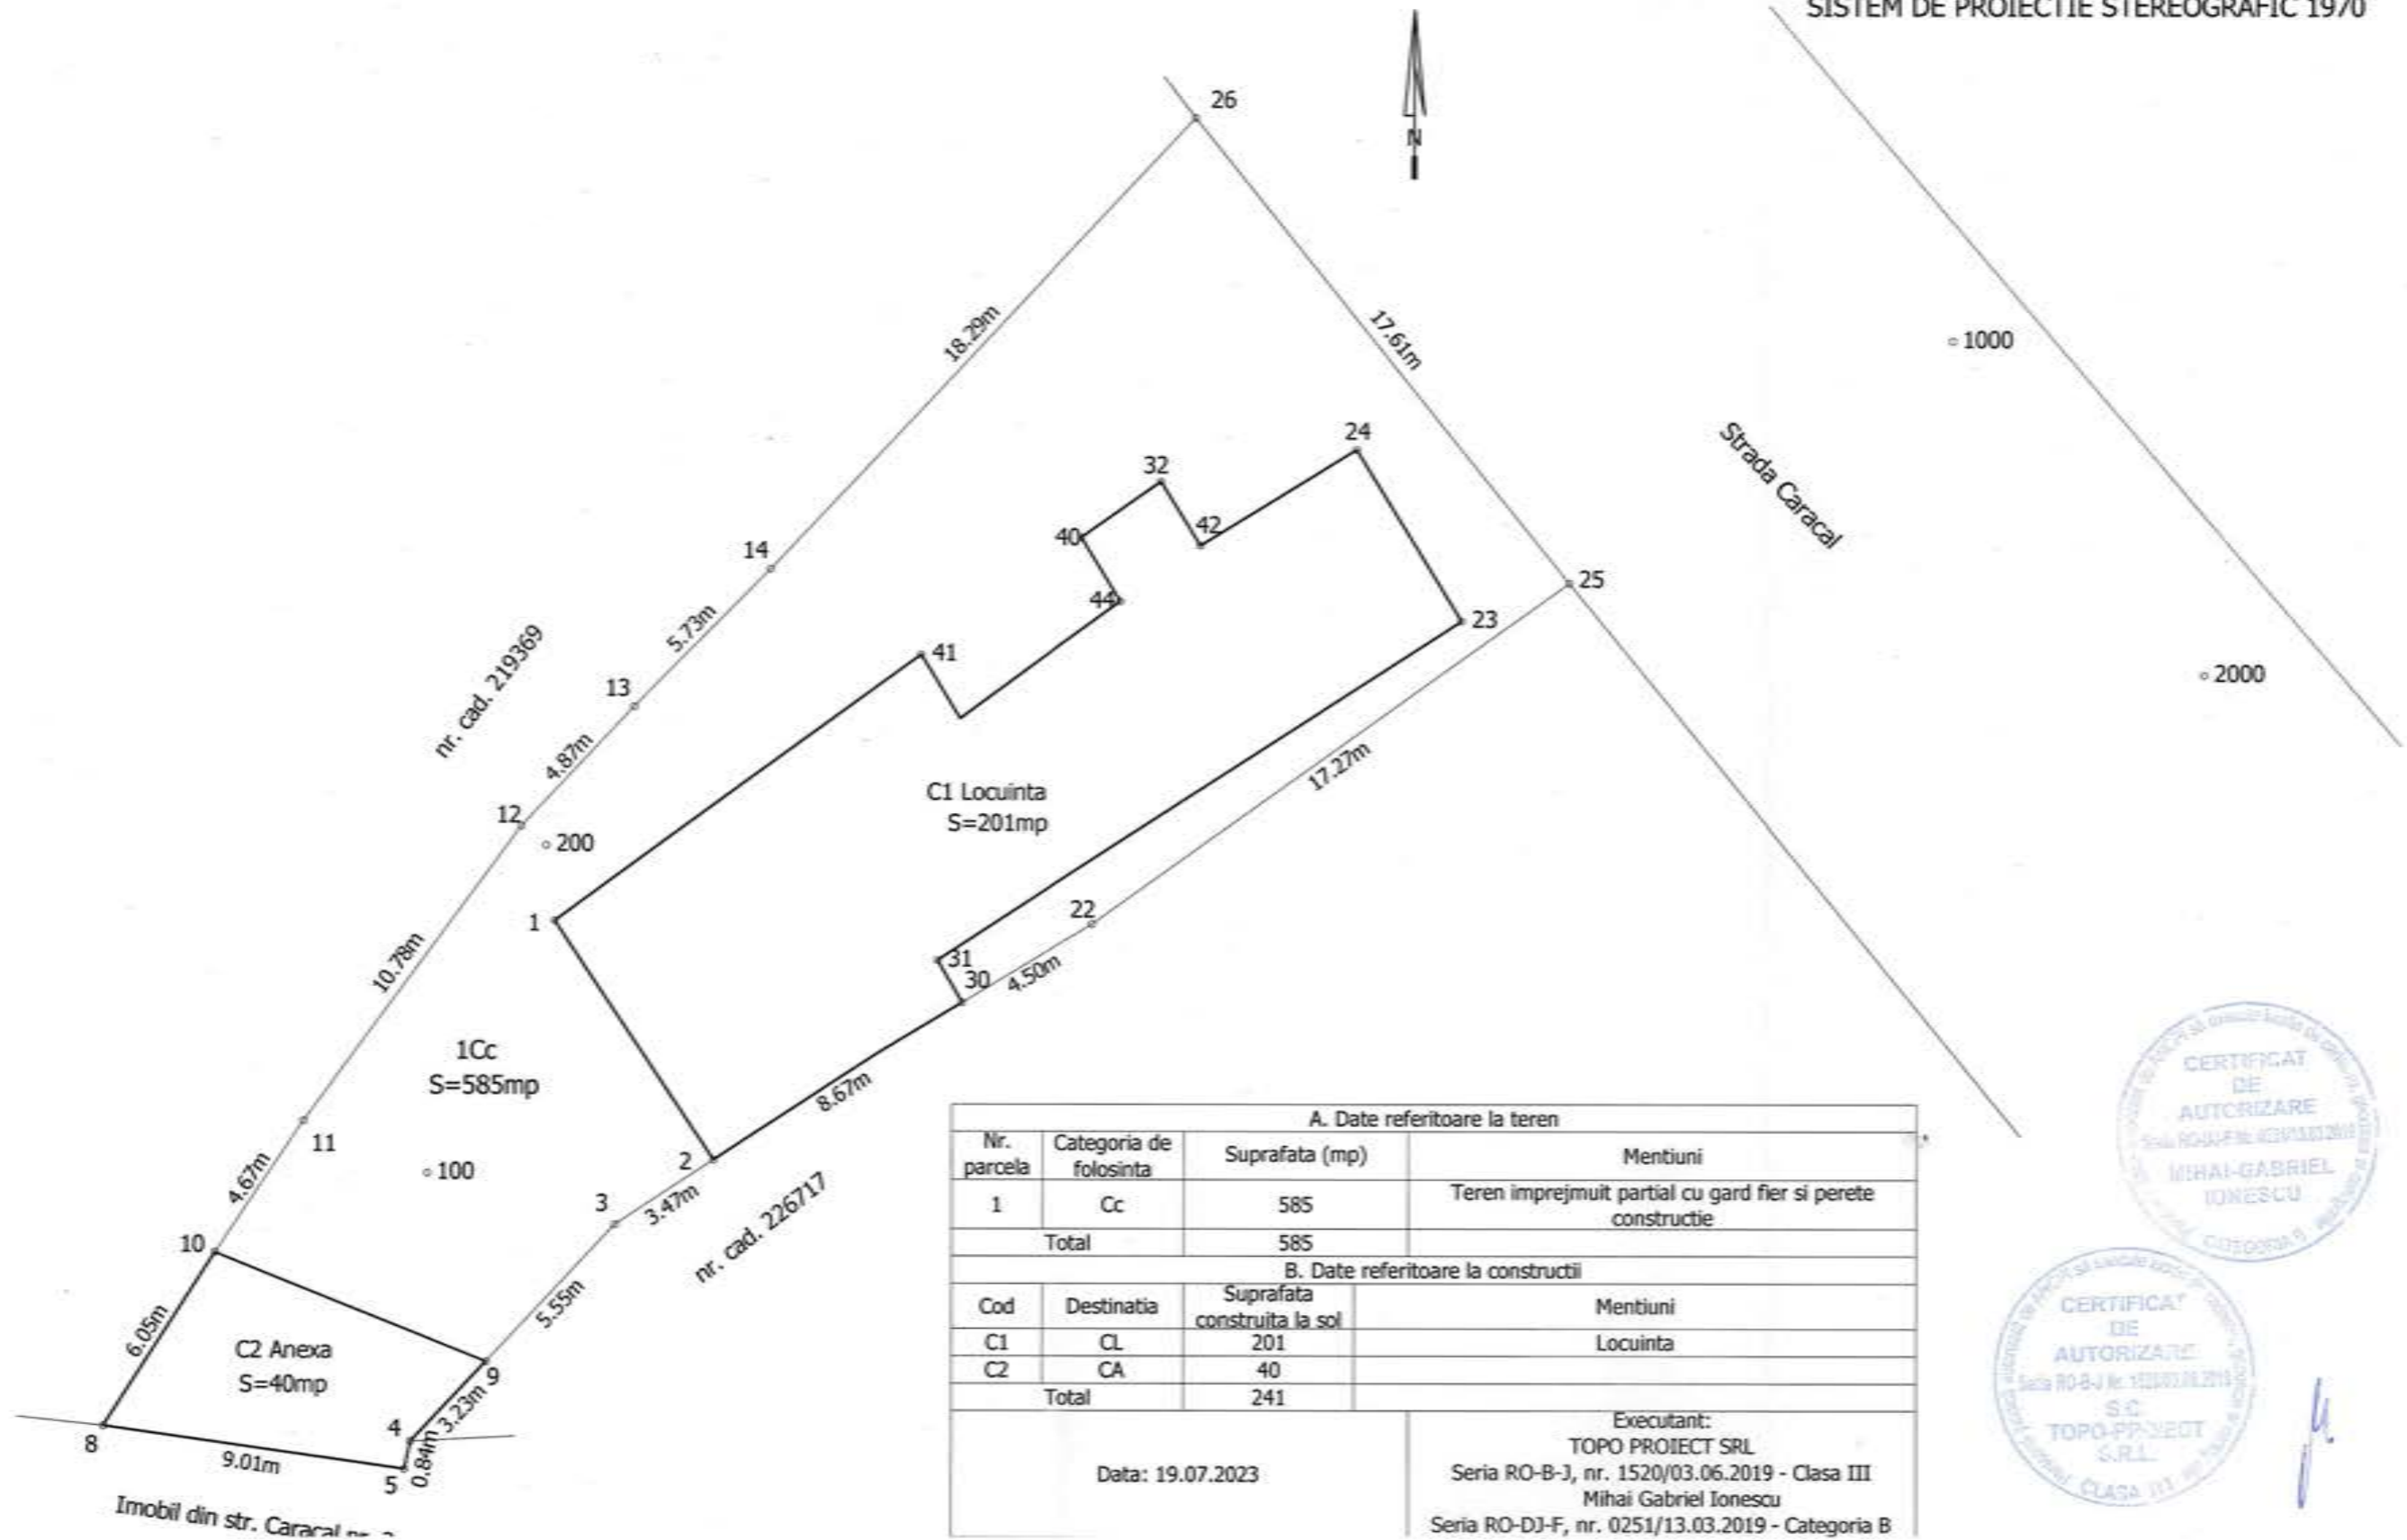 SISTEM DE PROIECTIE STEREOGRAFIC 1970
26
N
18.29m
17.61m
1000
24
32
Strada Caracal
42
40
14
25
44
23
5.73m
41
2000
nr. cad. 219369
13
4.87m
17.27m
C1 Locuinta
S=201mp
12
200
22
1
31
30
4.50m
10.78m
1Cc
S=585mp
8.67m
11
100
2
4.67m
3
3.47m
nr. cad. 226717
10
5.55m
6.05m
C2 Anexa
S=40mp
9
3.23m
4
8
0.84m
9.01m
5
Imobil din str. Caracal
A. Date referitoare la teren
Nr. parcela Categoria de folosinta Suprafata (mp) Mentiuni
1 Cc 585 Teren imprejmuit partial cu gard fier si perete constructie
Total 585
B. Date referitoare la constructii
Cod Destinatia Suprafata construita la sol Mentiuni
C1 CL 201 Locuinta
C2 CA 40
Total 241
Data: 19.07.2023
Executant:
TOPO PROIECT SRL
Seria RO-B-J, nr. 1520/03.06.2019 - Clasa III
Mihai Gabriel Ionescu
Seria RO-DJ-F, nr. 0251/13.03.2019 - Categoria B
CERTIFICAT
DE
AUTORIZARE
MIHAI-GABRIEL
IONESCU
CATEGORIA B
CERTIFICAT
DE
AUTORIZARE
S.C.
TOPO-PROIECT
S.R.L.
CLASA III